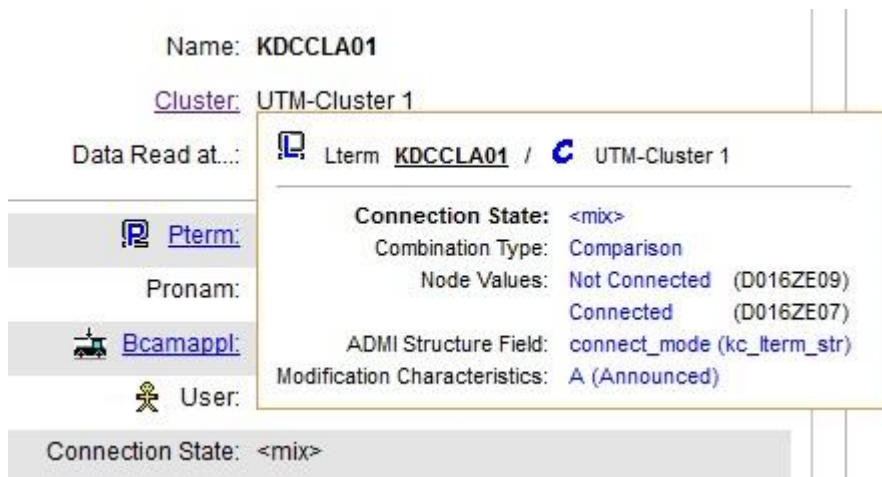 Name: KDCCLA01
Cluster: UTM-Cluster 1
Data Read at...:
Lterm KDCCLA01 / C UTM-Cluster 1
Connection State: <mix>
Combination Type: Comparison
Node Values: Not Connected (D016ZE09)
Connected (D016ZE07)
ADMI Structure Field: connect_mode (kc_lterm_str)
Modification Characteristics: A (Announced)
P Pterm:
Pronam:
Bcamappl:
User:
Connection State: <mix>